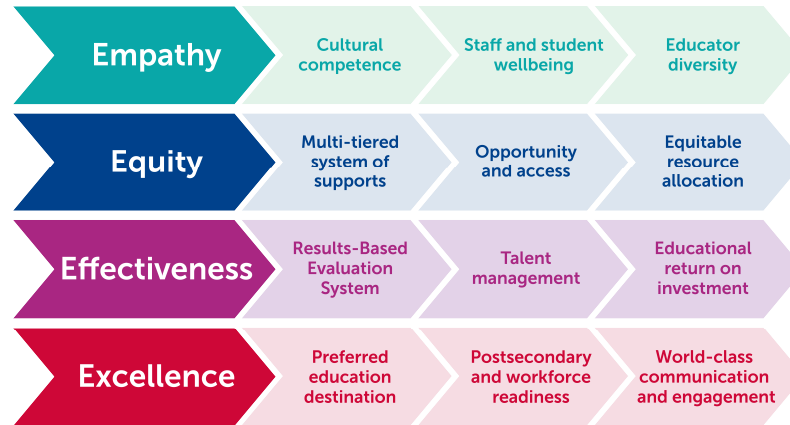 Empathy
Cultural
competence
Staff and student
wellbeing
Educator
diversity
Equity
Multi-tiered
system of
supports
Opportunity
and access
Equitable
resource
allocation
Effectiveness
Results-Based
Evaluation
System
Talent
management
Educational
return on
investment
Excellence
Preferred
education
destination
Postsecondary
and workforce
readiness
World-class
communication
and engagement